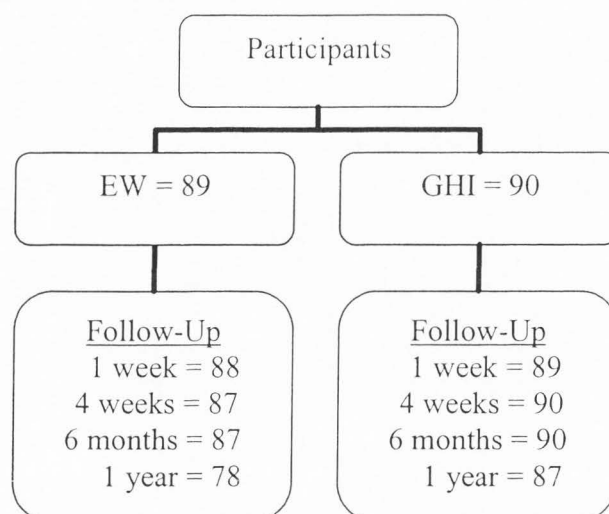 Participants
EW = 89
GHI = 90
Follow-Up
1 week = 88
4 weeks = 87
6 months = 87
1 year = 78
Follow-Up
1 week = 89
4 weeks = 90
6 months = 90
1 year = 87